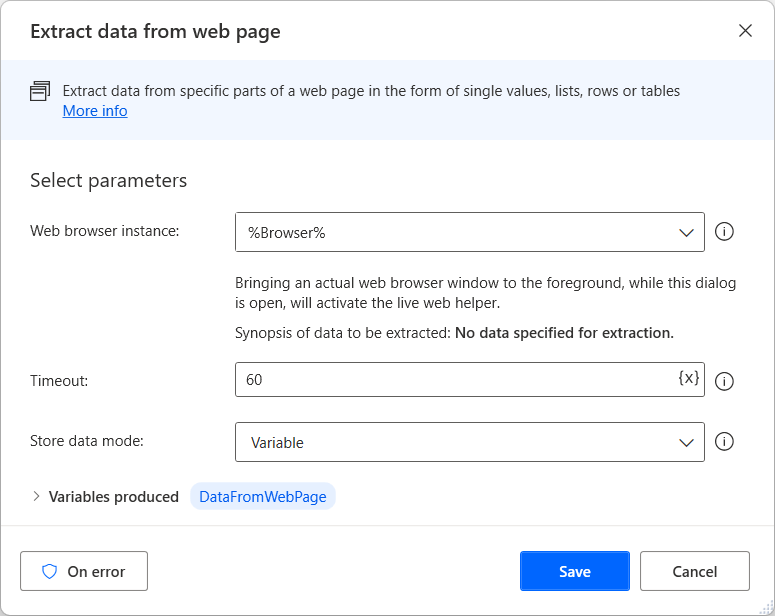 Extract data from web page
Extract data from specific parts of a web page in the form of single values, lists, rows or tables
More info
Select parameters
Web browser instance:
%Browser%
Bringing an actual web browser window to the foreground, while this dialog
is open, will activate the live web helper.
Synopsis of data to be extracted: No data specified for extraction.
Timeout:
60
{x}
Store data mode:
Variable
Variables produced
DataFromWebPage
On error
Save
Cancel